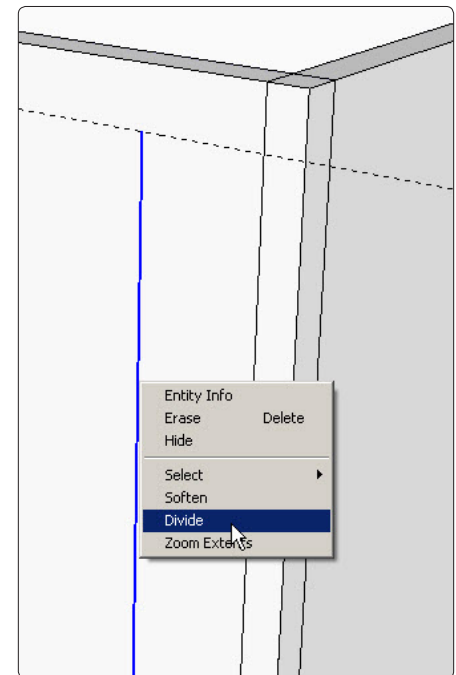 Entity Info
Erase Delete
Hide
Select
Soften
Divide
Zoom Extents